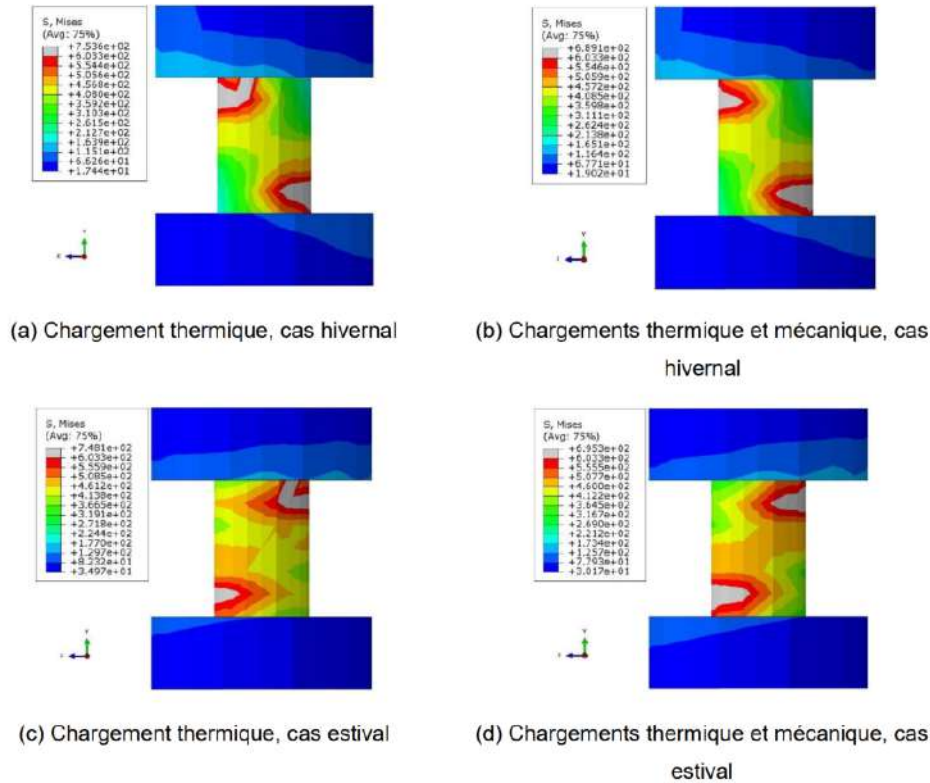 S, Mises
(Avg: 75%)
+7.536e+02
+6.033e+02
+5.544e+02
+5.056e+02
+4.568e+02
+4.080e+02
+3.592e+02
+3.103e+02
+2.615e+02
+2.127e+02
+1.639e+02
+1.151e+02
+6.626e+01
+1.744e+01
Y
X
S, Mises
(Avg: 75%)
+6.891e+02
+6.033e+02
+5.546e+02
+5.059e+02
+4.572e+02
+4.085e+02
+3.598e+02
+3.111e+02
+2.624e+02
+2.138e+02
+1.651e+02
+1.164e+02
+6.771e+01
+1.902e+01
Y
(a) Chargement thermique, cas hivernal
(b) Chargements thermique et mécanique, cas
hivernal
S, Mises
(Avg: 75%)
+7.481e+02
+6.033e+02
+5.559e+02
+5.085e+02
+4.612e+02
+4.138e+02
+3.665e+02
+3.191e+02
+2.718e+02
+2.244e+02
+1.770e+02
+1.297e+02
+8.232e+01
+3.497e+01
Y
S, Mises
(Avg: 75%)
+6.953e+02
+6.033e+02
+5.555e+02
+5.077e+02
+4.600e+02
+4.122e+02
+3.645e+02
+3.167e+02
+2.690e+02
+2.212e+02
+1.734e+02
+1.257e+02
+7.793e+01
+3.017e+01
Y
(c) Chargement thermique, cas estival
(d) Chargements thermique et mécanique, cas
estival